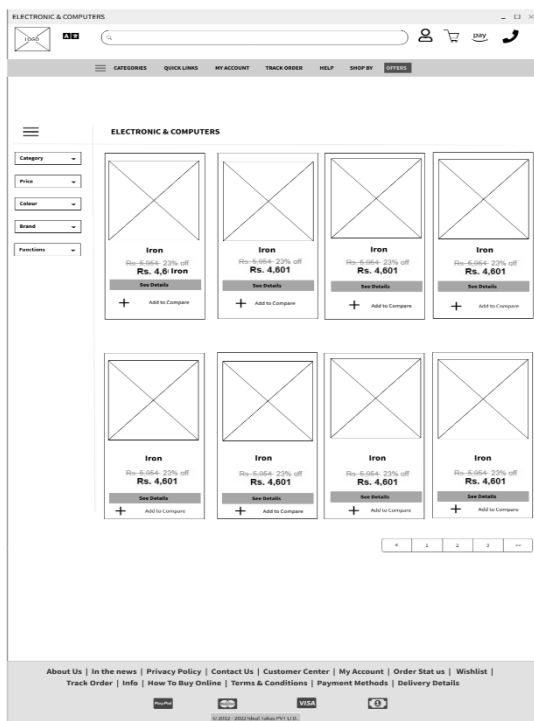 ELECTRONIC & COMPUTERS
LOGO
pay
CATEGORIES QUICK LINKS MY ACCOUNT TRACK ORDER HELP SHOP BY OFFERS
ELECTRONIC & COMPUTERS
Category
Price
Colour
Brand
Functions
Iron Iron Iron Iron
Rs. 5,954 23% off Rs. 5,954 23% off Rs. 5,954 23% off Rs. 5,954 23% off
Rs. 4,6 Iron Rs. 4,601 Rs. 4,601 Rs. 4,601
See Details See Details See Details See Details
Add to Compare Add to Compare Add to Compare Add to Compare
Iron Iron Iron Iron
Rs. 5,954 23% off Rs. 5,954 23% off Rs. 5,954 23% off Rs. 5,954 23% off
Rs. 4,601 Rs. 4,601 Rs. 4,601 Rs. 4,601
See Details See Details See Details See Details
Add to Compare Add to Compare Add to Compare Add to Compare
1 2 3
About Us | In the news | Privacy Policy | Contact Us | Customer Center | My Account | Order Stat us | Wishlist |
Track Order | Info | How To Buy Online | Terms & Conditions | Payment Methods | Delivery Details
PayPal VISA
© 2012 - 2022 PVT LTD.